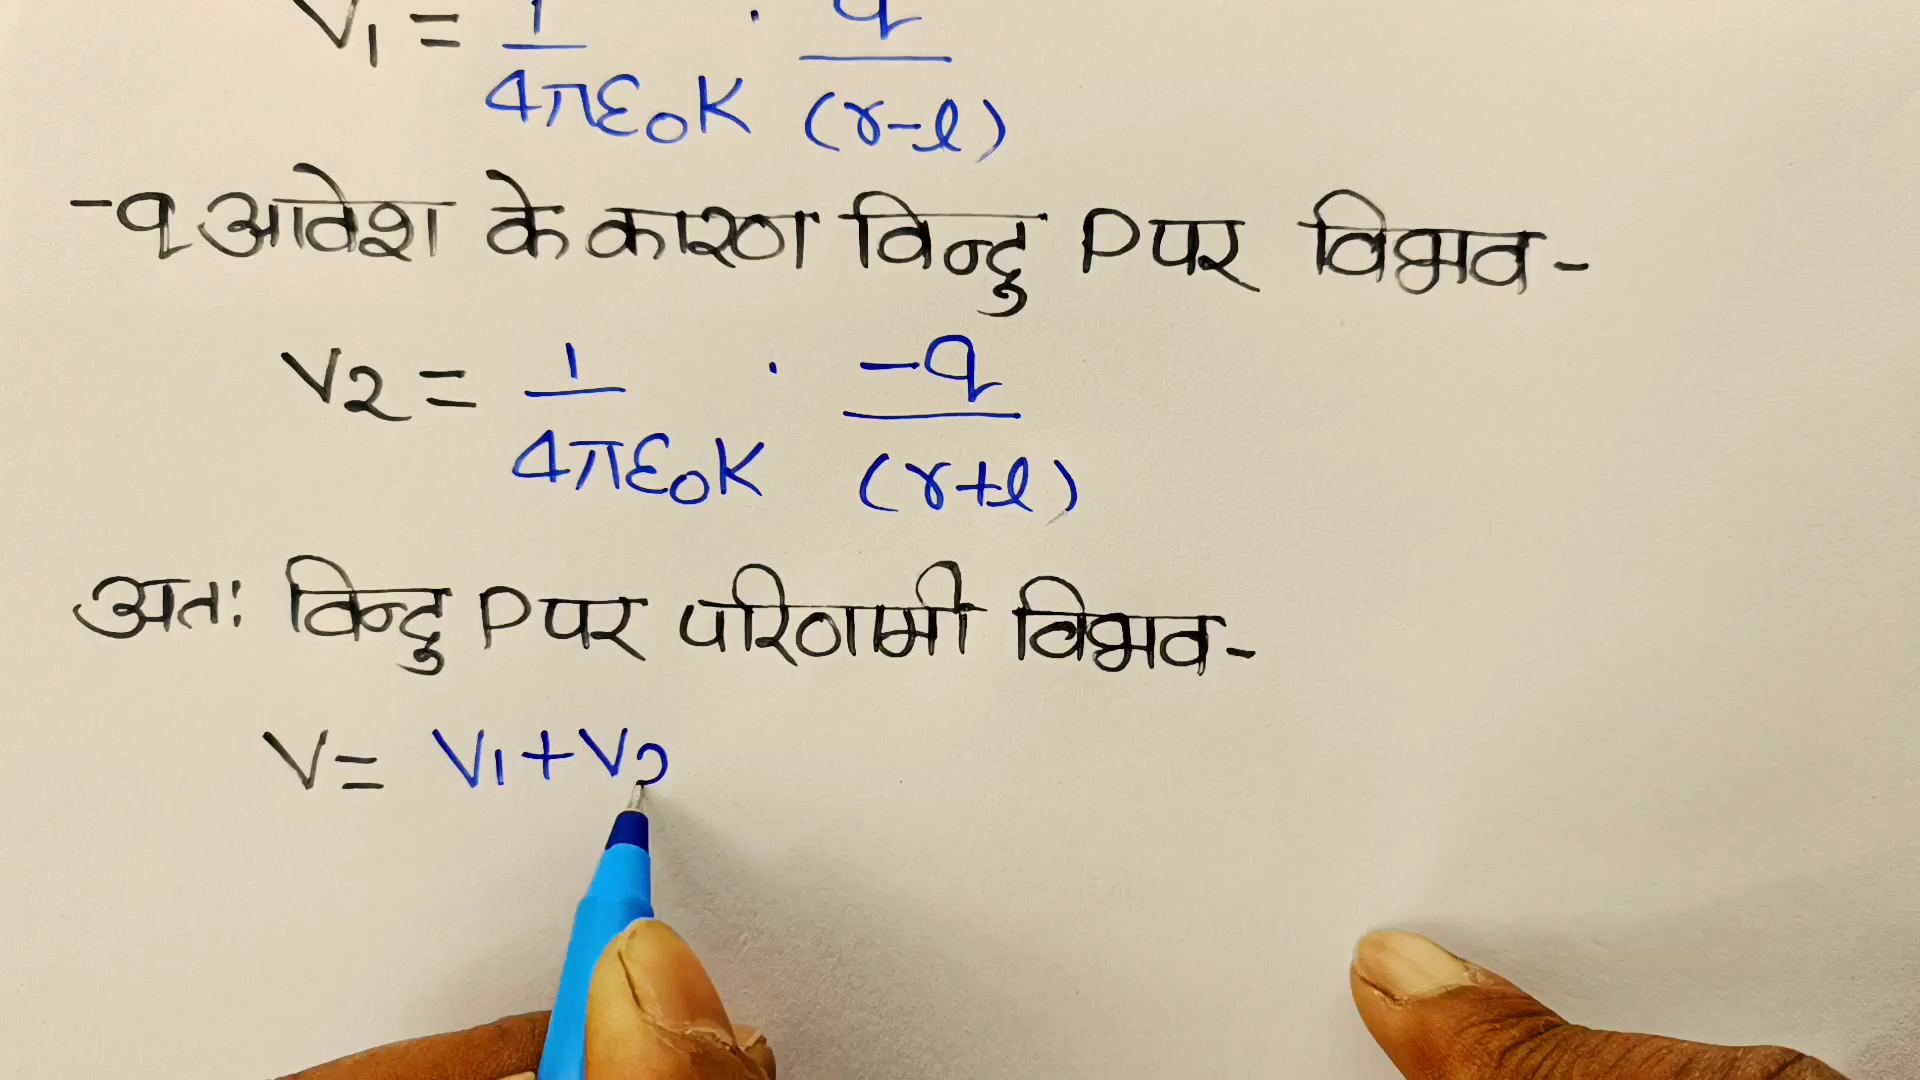 V₁ = 1/4πε₀K · q/(r-l)
-q आवेश के कारण विन्दु P पर विभव-
V₂ = 1/4πε₀K · -q/(r+l)
अतः विन्दु P पर परिणामी विभव-
V = V₁+V₂